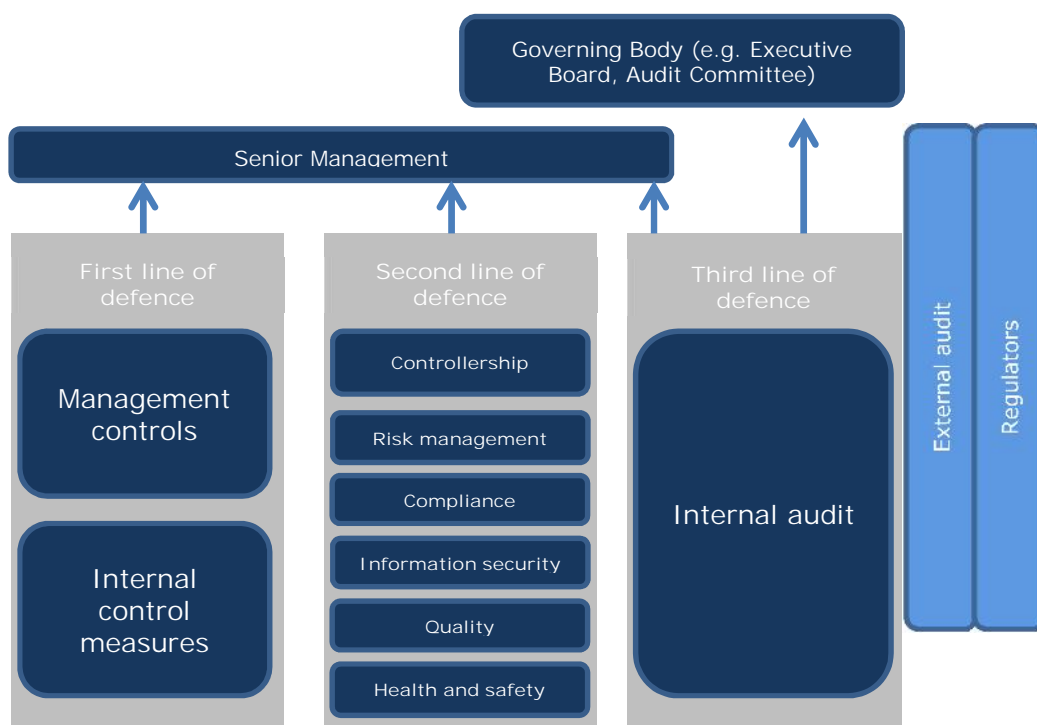 Governing Body (e.g. Executive
Board, Audit Committee)
Senior Management
First line of
defence
Management
controls
Internal
control
measures
Second line of
defence
Controllership
Risk management
Compliance
Information security
Quality
Health and safety
Third line of
defence
Internal audit
External audit
Regulators